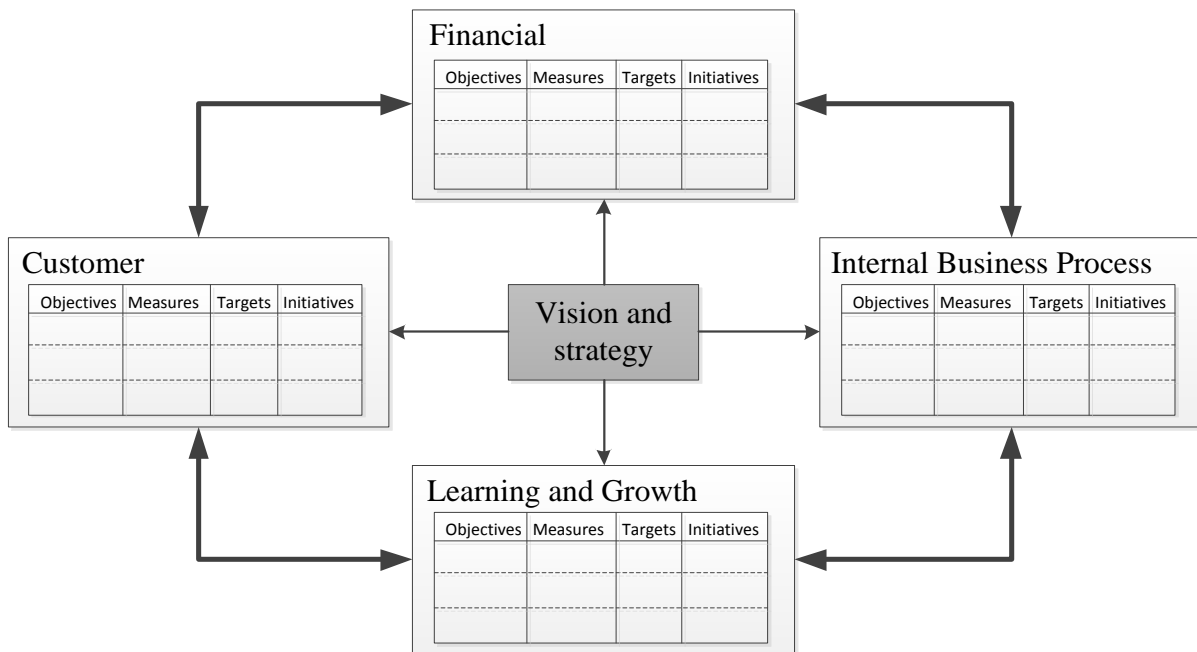 Financial
Objectives Measures Targets Initiatives
Customer
Objectives Measures Targets Initiatives
Vision and
strategy
Internal Business Process
Objectives Measures Targets Initiatives
Learning and Growth
Objectives Measures Targets Initiatives